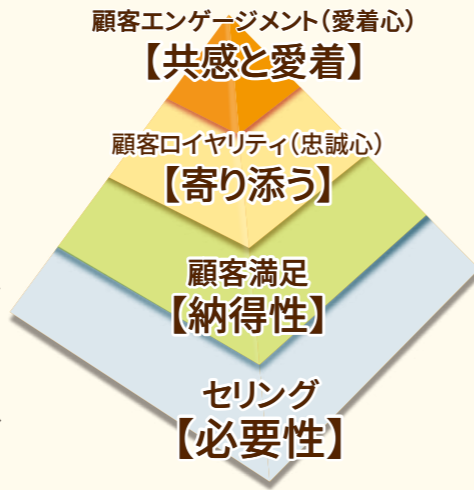 顧客エンゲージメント(愛着心)
【共感と愛着】
顧客ロイヤリティ(忠誠心)
【寄り添う】
顧客満足
【納得性】
セリング
【必要性】